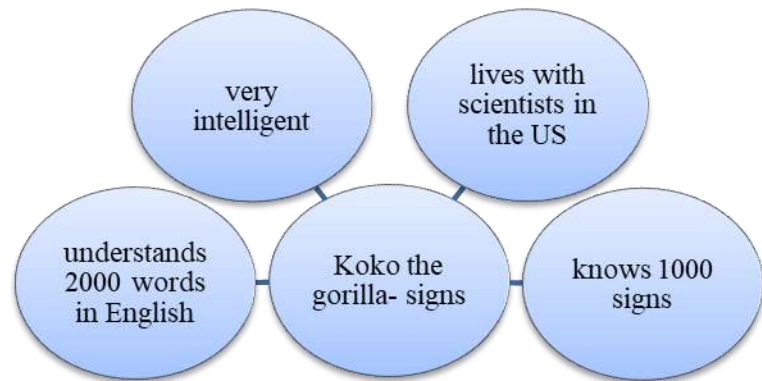 very
intelligent
lives with
scientists in
the US
understands
2000 words
in English
Koko the
gorilla- signs
knows 1000
signs